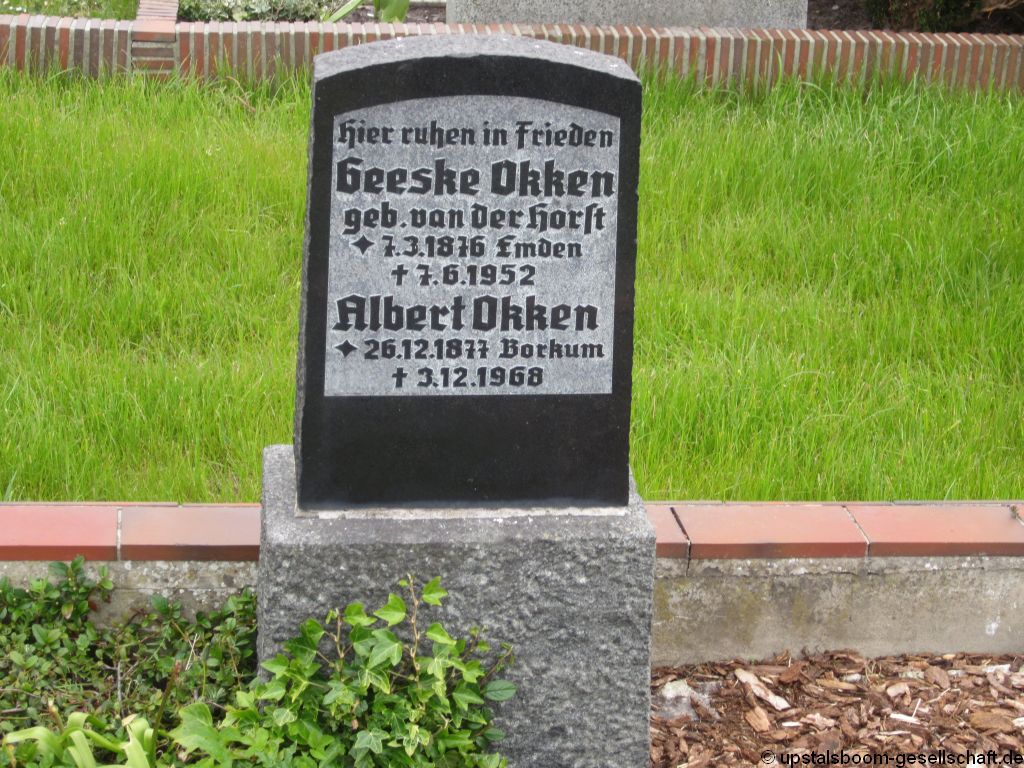 Hier ruhen in Frieden
Geeske Okken
geb. van der Horst
✦ 7.3.1876 Emden
† 7.6.1952
Albert Okken
✦ 26.12.1877 Borkum
† 3.12.1968
© upstalsboom-gesellschaft.de